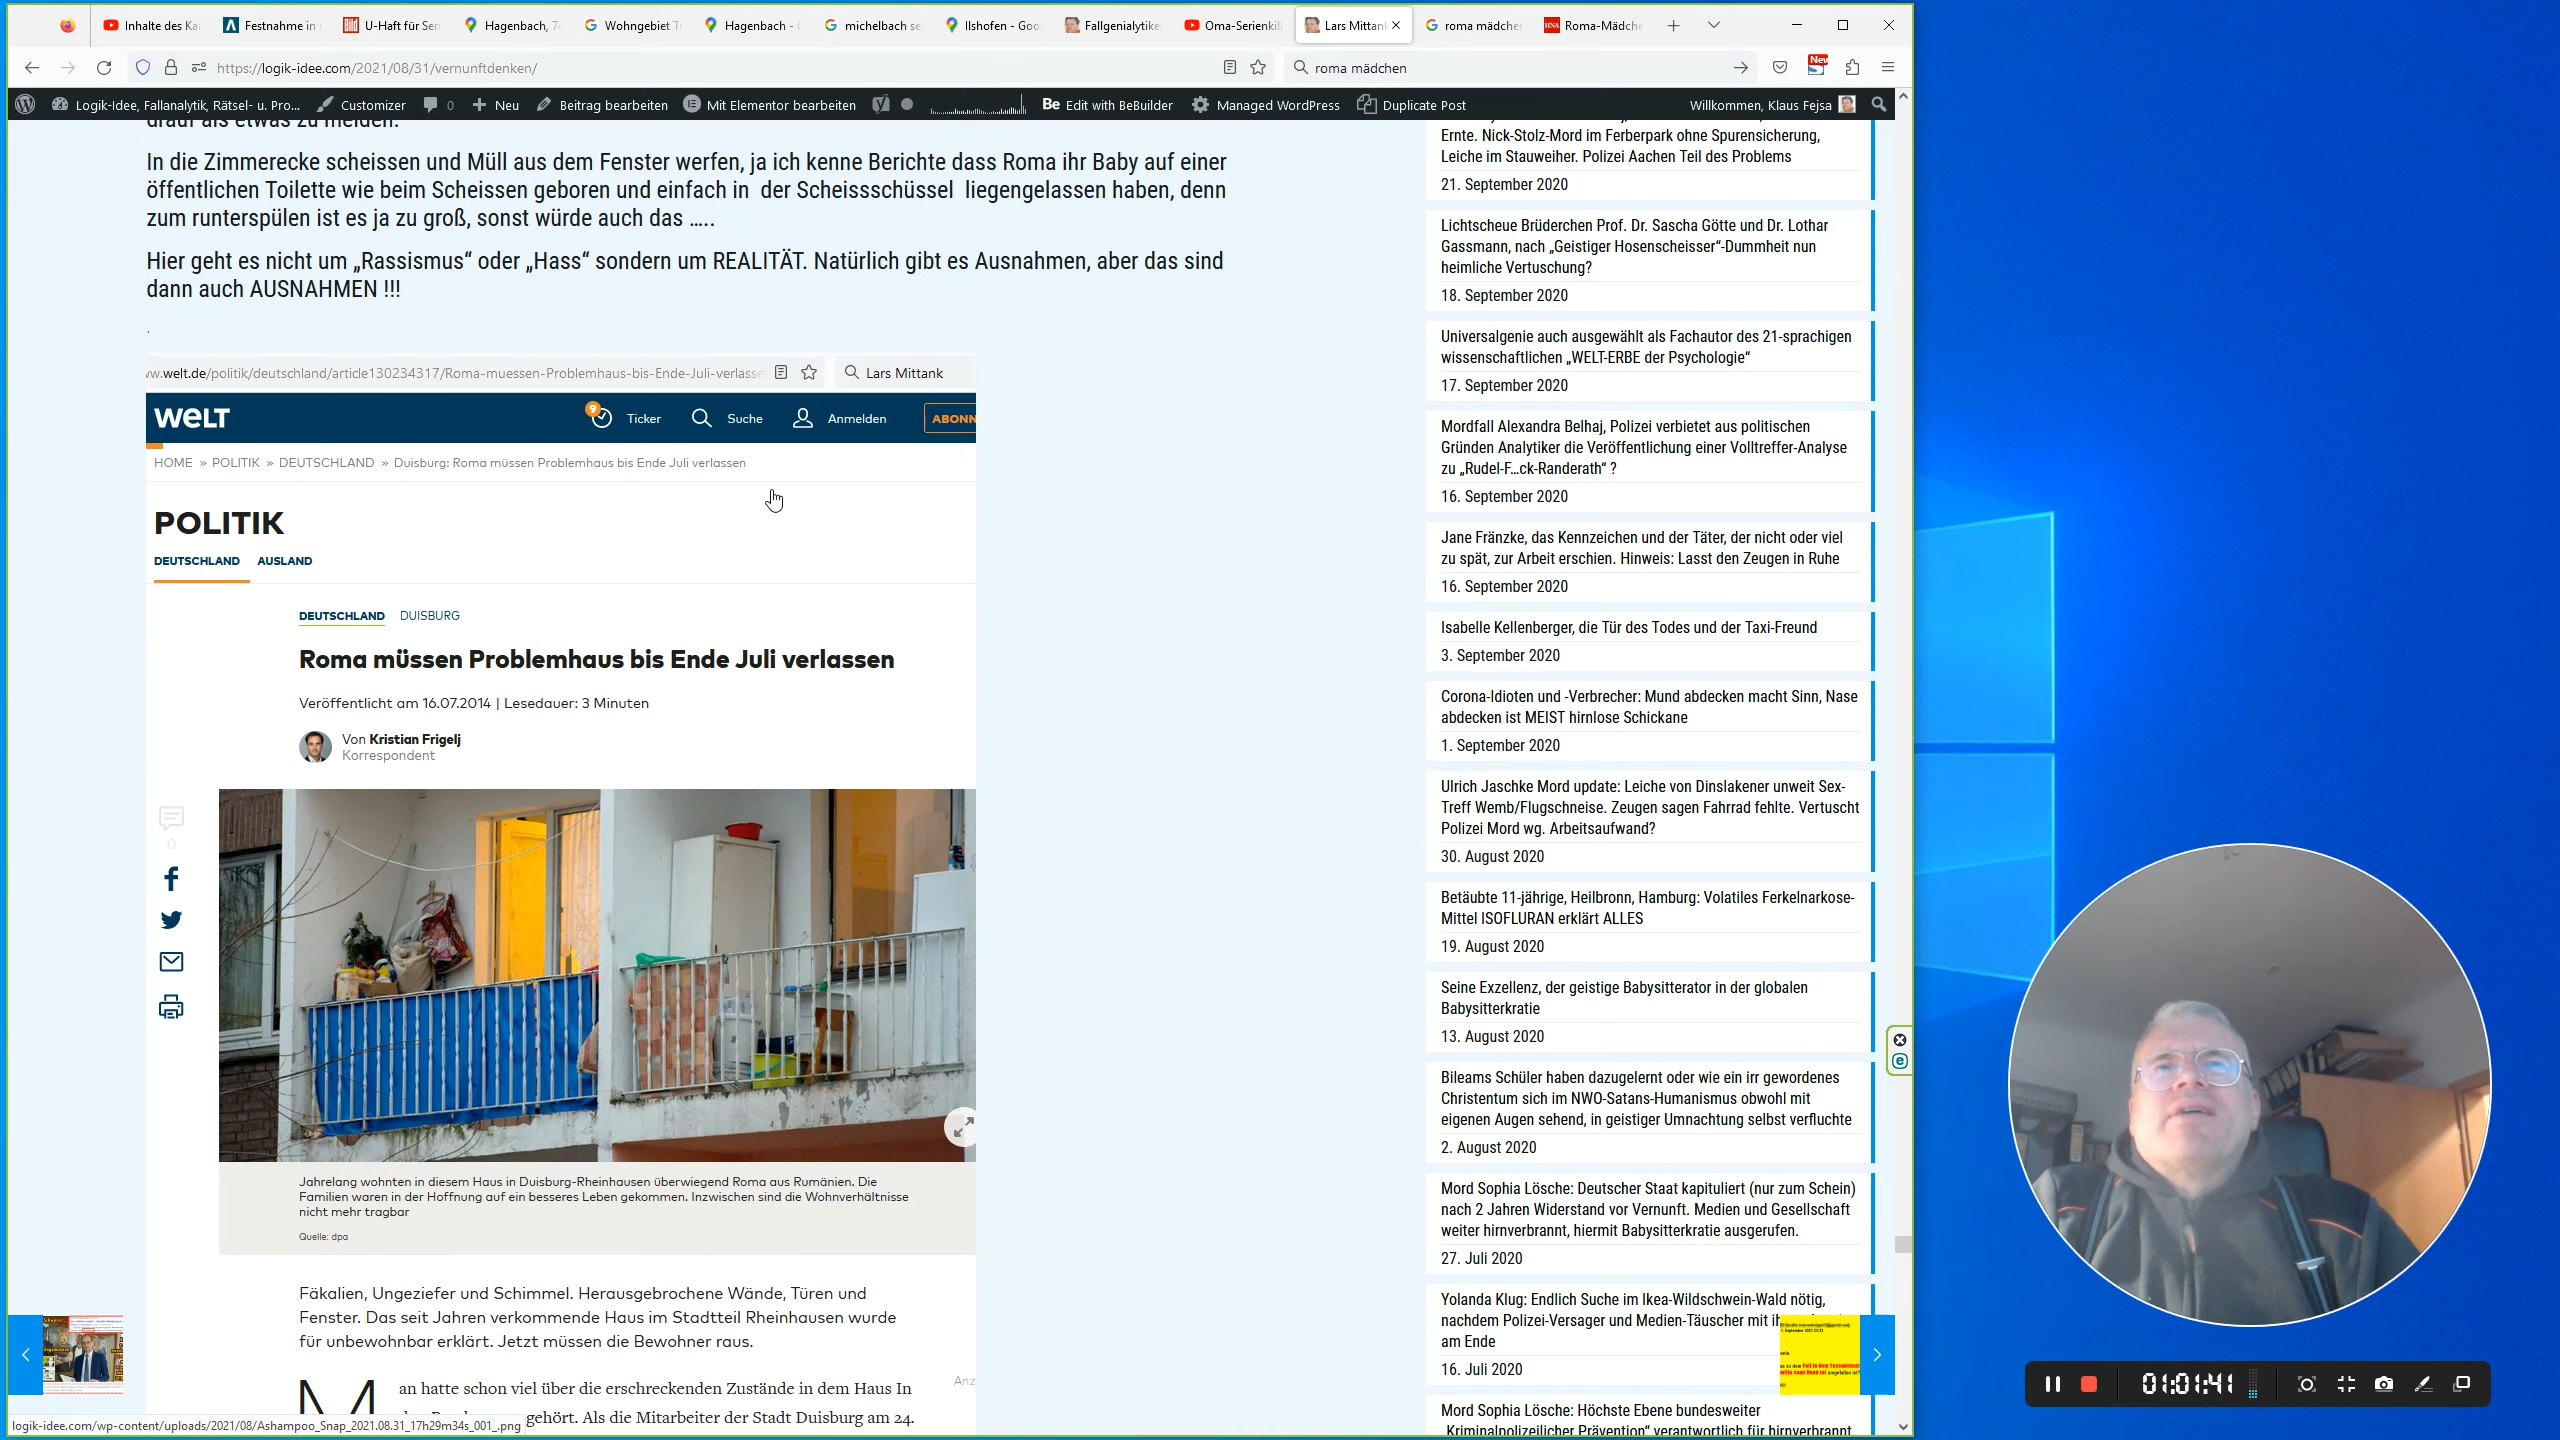 Inhalte des Ka
Festnahme in
U-Haft für Seri
Hagenbach, 74
Wohngebiet T
Hagenbach - G
michelbach se
Ilshofen - Goo
Fallgenialytike
Oma-Serienkil
Lars Mittank
roma mädche
Roma-Mädche
https://logik-idee.com/2021/08/31/vernunftdenken/
roma mädchen
New
Logik-Idee, Fallanalytik, Rätsel- u. Pro...
Customizer
0
Neu
Beitrag bearbeiten
Mit Elementor bearbeiten
Be Edit with BeBuilder
Managed WordPress
Duplicate Post
Willkommen, Klaus Fejsa
drauf als etwas zu melden.
In die Zimmerecke scheissen und Müll aus dem Fenster werfen, ja ich kenne Berichte dass Roma ihr Baby auf einer
öffentlichen Toilette wie beim Scheissen geboren und einfach in der Scheissschüssel liegengelassen haben, denn
zum runterspülen ist es ja zu groß, sonst würde auch das …..
Hier geht es nicht um „Rassismus“ oder „Hass“ sondern um REALITÄT. Natürlich gibt es Ausnahmen, aber das sind
dann auch AUSNAHMEN !!!
.
w.welt.de/politik/deutschland/article130234317/Roma-muessen-Problemhaus-bis-Ende-Juli-verlasse
Lars Mittank
WELT
9
Ticker
Suche
Anmelden
ABONN
HOME » POLITIK » DEUTSCHLAND » Duisburg: Roma müssen Problemhaus bis Ende Juli verlassen
POLITIK
DEUTSCHLAND AUSLAND
DEUTSCHLAND DUISBURG
Roma müssen Problemhaus bis Ende Juli verlassen
Veröffentlicht am 16.07.2014 | Lesedauer: 3 Minuten
Von Kristian Frigelj
Korrespondent
0
Jahrelang wohnten in diesem Haus in Duisburg-Rheinhausen überwiegend Roma aus Rumänien. Die
Familien waren in der Hoffnung auf ein besseres Leben gekommen. Inzwischen sind die Wohnverhältnisse
nicht mehr tragbar
Quelle: dpa
Fäkalien, Ungeziefer und Schimmel. Herausgebrochene Wände, Türen und
Fenster. Das seit Jahren verkommende Haus im Stadtteil Rheinhausen wurde
für unbewohnbar erklärt. Jetzt müssen die Bewohner raus.
Anz
Man hatte schon viel über die erschreckenden Zustände in dem Haus In
gehört. Als die Mitarbeiter der Stadt Duisburg am 24.
logik-idee.com/wp-content/uploads/2021/08/Ashampoo_Snap_2021.08.31_17h29m34s_001_.png
Ernte. Nick-Stolz-Mord im Ferberpark ohne Spurensicherung,
Leiche im Stauweiher. Polizei Aachen Teil des Problems
21. September 2020
Lichtscheue Brüderchen Prof. Dr. Sascha Götte und Dr. Lothar
Gassmann, nach „Geistiger Hosenscheisser“-Dummheit nun
heimliche Vertuschung?
18. September 2020
Universalgenie auch ausgewählt als Fachautor des 21-sprachigen
wissenschaftlichen „WELT-ERBE der Psychologie“
17. September 2020
Mordfall Alexandra Belhaj, Polizei verbietet aus politischen
Gründen Analytiker die Veröffentlichung einer Volltreffer-Analyse
zu „Rudel-F…ck-Randerath“ ?
16. September 2020
Jane Fränzke, das Kennzeichen und der Täter, der nicht oder viel
zu spät, zur Arbeit erschien. Hinweis: Lasst den Zeugen in Ruhe
16. September 2020
Isabelle Kellenberger, die Tür des Todes und der Taxi-Freund
3. September 2020
Corona-Idioten und -Verbrecher: Mund abdecken macht Sinn, Nase
abdecken ist MEIST hirnlose Schickane
1. September 2020
Ulrich Jaschke Mord update: Leiche von Dinslakener unweit Sex-
Treff Wemb/Flugschneise. Zeugen sagen Fahrrad fehlte. Vertuscht
Polizei Mord wg. Arbeitsaufwand?
30. August 2020
Betäubte 11-jährige, Heilbronn, Hamburg: Volatiles Ferkelnarkose-
Mittel ISOFLURAN erklärt ALLES
19. August 2020
Seine Exzellenz, der geistige Babysitterator in der globalen
Babysitterkratie
13. August 2020
Bileams Schüler haben dazugelernt oder wie ein irr gewordenes
Christentum sich im NWO-Satans-Humanismus obwohl mit
eigenen Augen sehend, in geistiger Umnachtung selbst verfluchte
2. August 2020
Mord Sophia Lösche: Deutscher Staat kapituliert (nur zum Schein)
nach 2 Jahren Widerstand vor Vernunft. Medien und Gesellschaft
weiter hirnverbrannt, hiermit Babysitterkratie ausgerufen.
27. Juli 2020
Yolanda Klug: Endlich Suche im Ikea-Wildschwein-Wald nötig,
nachdem Polizei-Versager und Medien-Täuscher mit ih
am Ende
16. Juli 2020
Mord Sophia Lösche: Höchste Ebene bundesweiter
„Kriminalpolizeilicher Prävention“ verantwortlich für hirnverbrannt
01:01:41